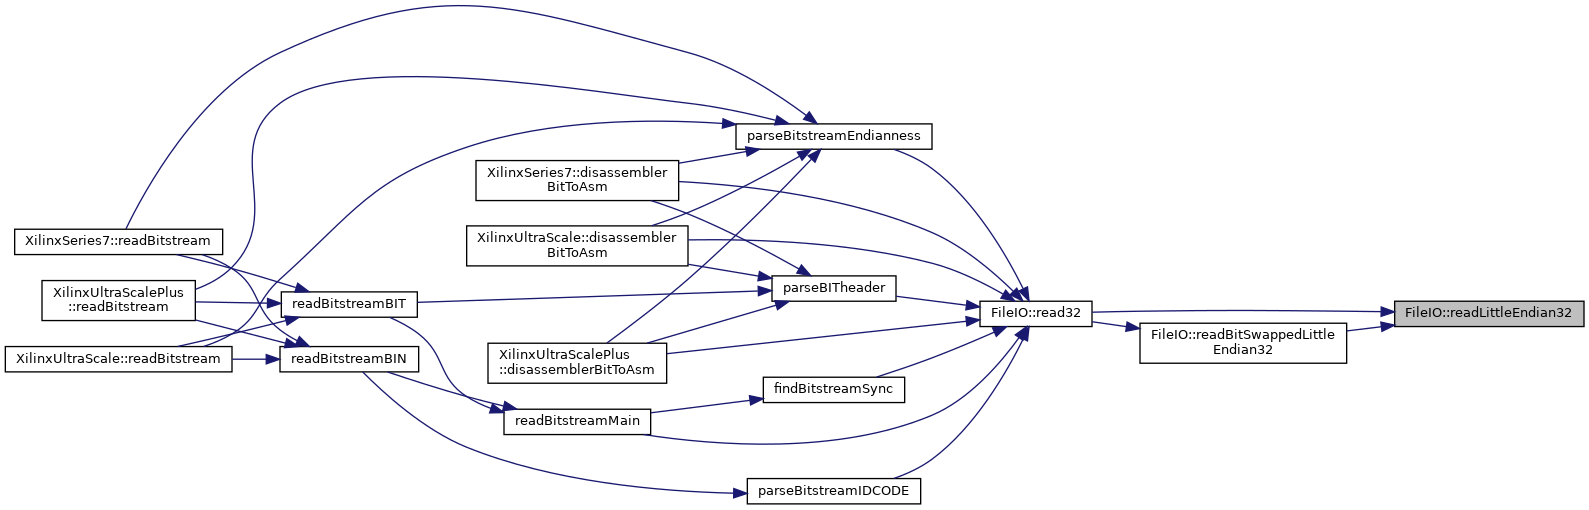 parseBitstreamEndianness
XilinxSeries7::disassembler
BitToAsm
XilinxSeries7::readBitstream
XilinxUltraScale::disassembler
BitToAsm
XilinxUltraScalePlus
::readBitstream
readBitstreamBIT
parseBITheader
FileIO::read32
FileIO::readLittleEndian32
FileIO::readBitSwappedLittle
Endian32
XilinxUltraScale::readBitstream
readBitstreamBIN
XilinxUltraScalePlus
::disassemblerBitToAsm
findBitstreamSync
readBitstreamMain
parseBitstreamIDCODE